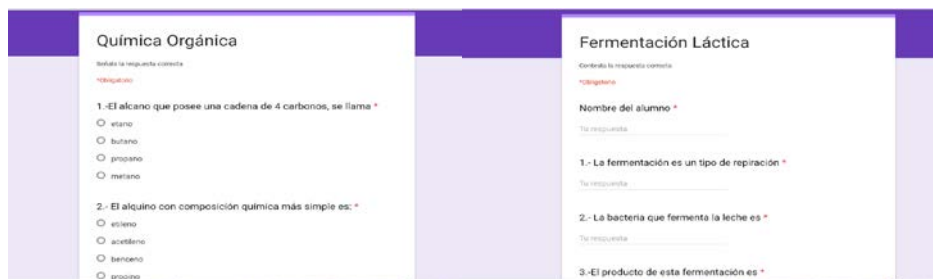 Química Orgánica
Señala la respuesta correcta
*Obligatorio
1.-El alcano que posee una cadena de 4 carbonos, se llama *
etano
butano
propano
metano
2.- El alquino con composición química más simple es: *
etileno
acetileno
benceno
propino
Fermentación Láctica
Contesta la respuesta correcta
*Obligatorio
Nombre del alumno *
Tu respuesta
1.- La fermentación es un tipo de repiración *
Tu respuesta
2.- La bacteria que fermenta la leche es *
Tu respuesta
3.-El producto de esta fermentación es *